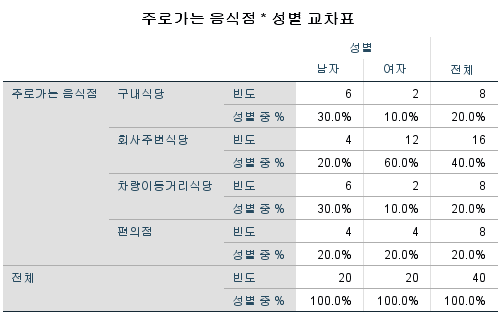 주로가는 음식점 * 성별 교차표
성별
남자 여자 전체
주로가는 음식점 구내식당 빈도 6 2 8
성별 중 % 30.0% 10.0% 20.0%
회사주변식당 빈도 4 12 16
성별 중 % 20.0% 60.0% 40.0%
차량이동거리식당 빈도 6 2 8
성별 중 % 30.0% 10.0% 20.0%
편의점 빈도 4 4 8
성별 중 % 20.0% 20.0% 20.0%
전체 빈도 20 20 40
성별 중 % 100.0% 100.0% 100.0%